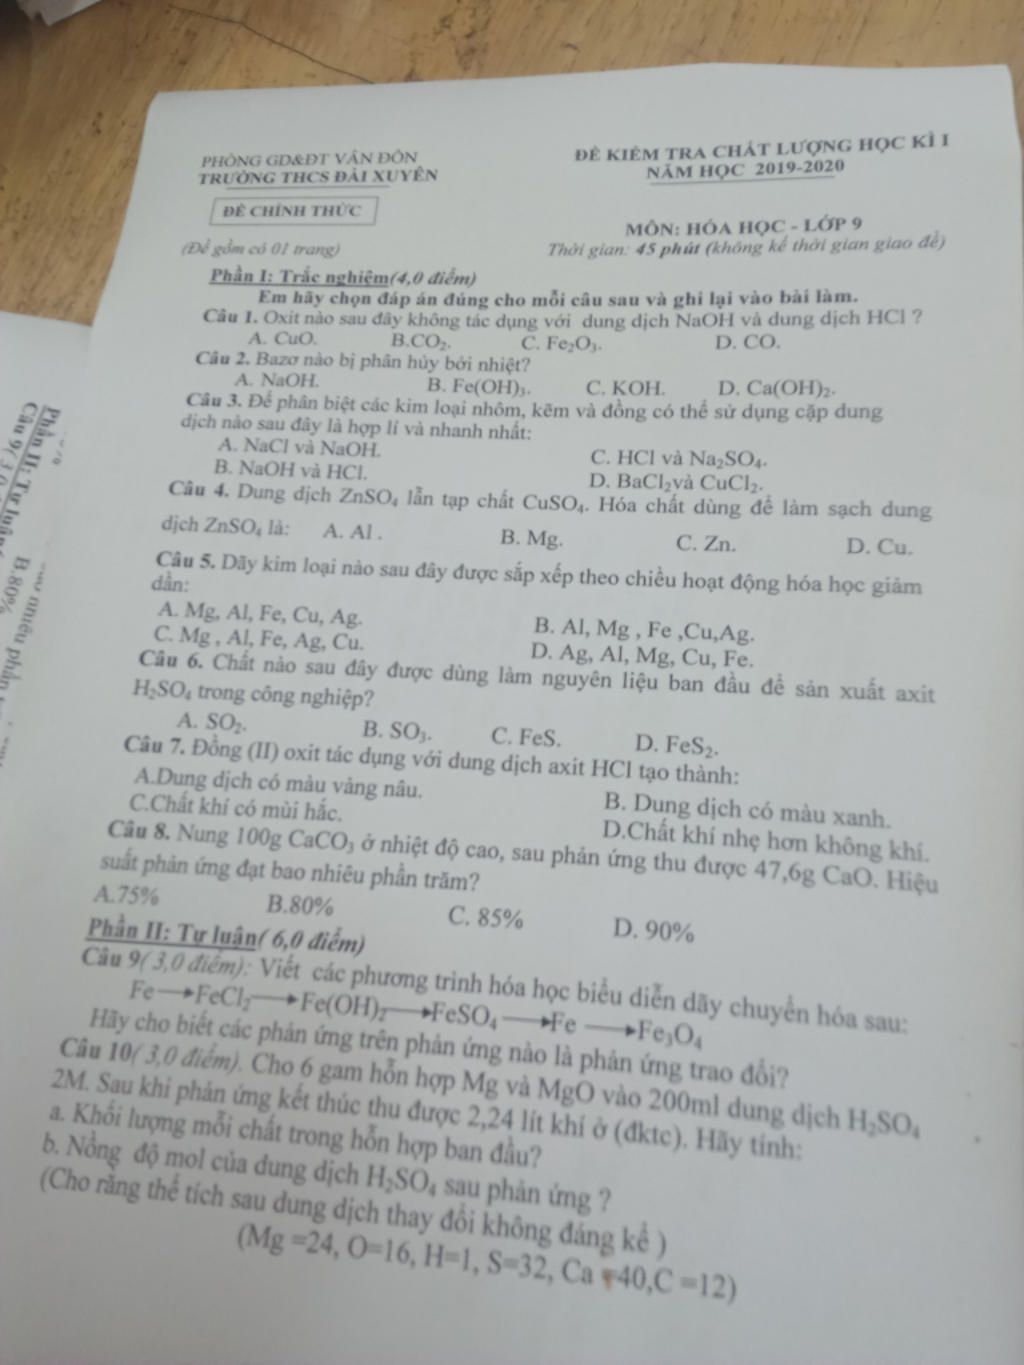 PHÒNG GD&ĐT VÂN ĐỒN
TRƯỜNG THCS ĐÀI XUYÊN
ĐỀ CHÍNH THỨC
(Đề gồm có 01 trang)
ĐỀ KIỂM TRA CHẤT LƯỢNG HỌC KÌ I
NĂM HỌC 2019-2020
MÔN: HÓA HỌC - LỚP 9
Thời gian: 45 phút (không kể thời gian giao đề)
Phần I: Trắc nghiệm(4,0 điểm)
Em hãy chọn đáp án đúng cho mỗi câu sau và ghi lại vào bài làm.
Câu 1. Oxit nào sau đây không tác dụng với dung dịch NaOH và dung dịch HCl ?
A. CuO. B.CO₂. C. Fe₂O₃. D. CO.
Câu 2. Bazơ nào bị phân hủy bởi nhiệt?
A. NaOH. B. Fe(OH)₃. C. KOH. D. Ca(OH)₂.
Câu 3. Để phân biệt các kim loại nhôm, kẽm và đồng có thể sử dụng cặp dung
dịch nào sau đây là hợp lí và nhanh nhất:
A. NaCl và NaOH. C. HCl và Na₂SO₄.
B. NaOH và HCl. D. BaCl₂và CuCl₂.
Câu 4. Dung dịch ZnSO₄ lẫn tạp chất CuSO₄. Hóa chất dùng để làm sạch dung
dịch ZnSO₄ là: A. Al . B. Mg. C. Zn. D. Cu.
Câu 5. Dãy kim loại nào sau đây được sắp xếp theo chiều hoạt động hóa học giảm
dần:
A. Mg, Al, Fe, Cu, Ag. B. Al, Mg , Fe ,Cu,Ag.
C. Mg , Al, Fe, Ag, Cu. D. Ag, Al, Mg, Cu, Fe.
Câu 6. Chất nào sau đây được dùng làm nguyên liệu ban đầu để sản xuất axit
H₂SO₄ trong công nghiệp?
A. SO₂. B. SO₃. C. FeS. D. FeS₂.
Câu 7. Đồng (II) oxit tác dụng với dung dịch axit HCl tạo thành:
A.Dung dịch có màu vàng nâu. B. Dung dịch có màu xanh.
C.Chất khí có mùi hắc. D.Chất khí nhẹ hơn không khí.
Câu 8. Nung 100g CaCO₃ ở nhiệt độ cao, sau phản ứng thu được 47,6g CaO. Hiệu
suất phản ứng đạt bao nhiêu phần trăm?
A.75% B.80% C. 85% D. 90%
Phần II: Tự luận( 6,0 điểm)
Câu 9( 3,0 điểm): Viết các phương trình hóa học biểu diễn dãy chuyển hóa sau:
Fe → FeCl₂ → Fe(OH)₂ → FeSO₄ → Fe → Fe₃O₄
Hãy cho biết các phản ứng trên phản ứng nào là phản ứng trao đổi?
Câu 10( 3,0 điểm). Cho 6 gam hỗn hợp Mg và MgO vào 200ml dung dịch H₂SO₄
2M. Sau khi phản ứng kết thúc thu được 2,24 lít khí ở (đktc). Hãy tính:
a. Khối lượng mỗi chất trong hỗn hợp ban đầu?
b. Nồng độ mol của dung dịch H₂SO₄ sau phản ứng ?
(Cho rằng thể tích sau dung dịch thay đổi không đáng kể )
(Mg =24, O=16, H=1, S=32, Ca =40,C =12)
B.80%
Phần II: Tự luận
Câu 9( 3,0